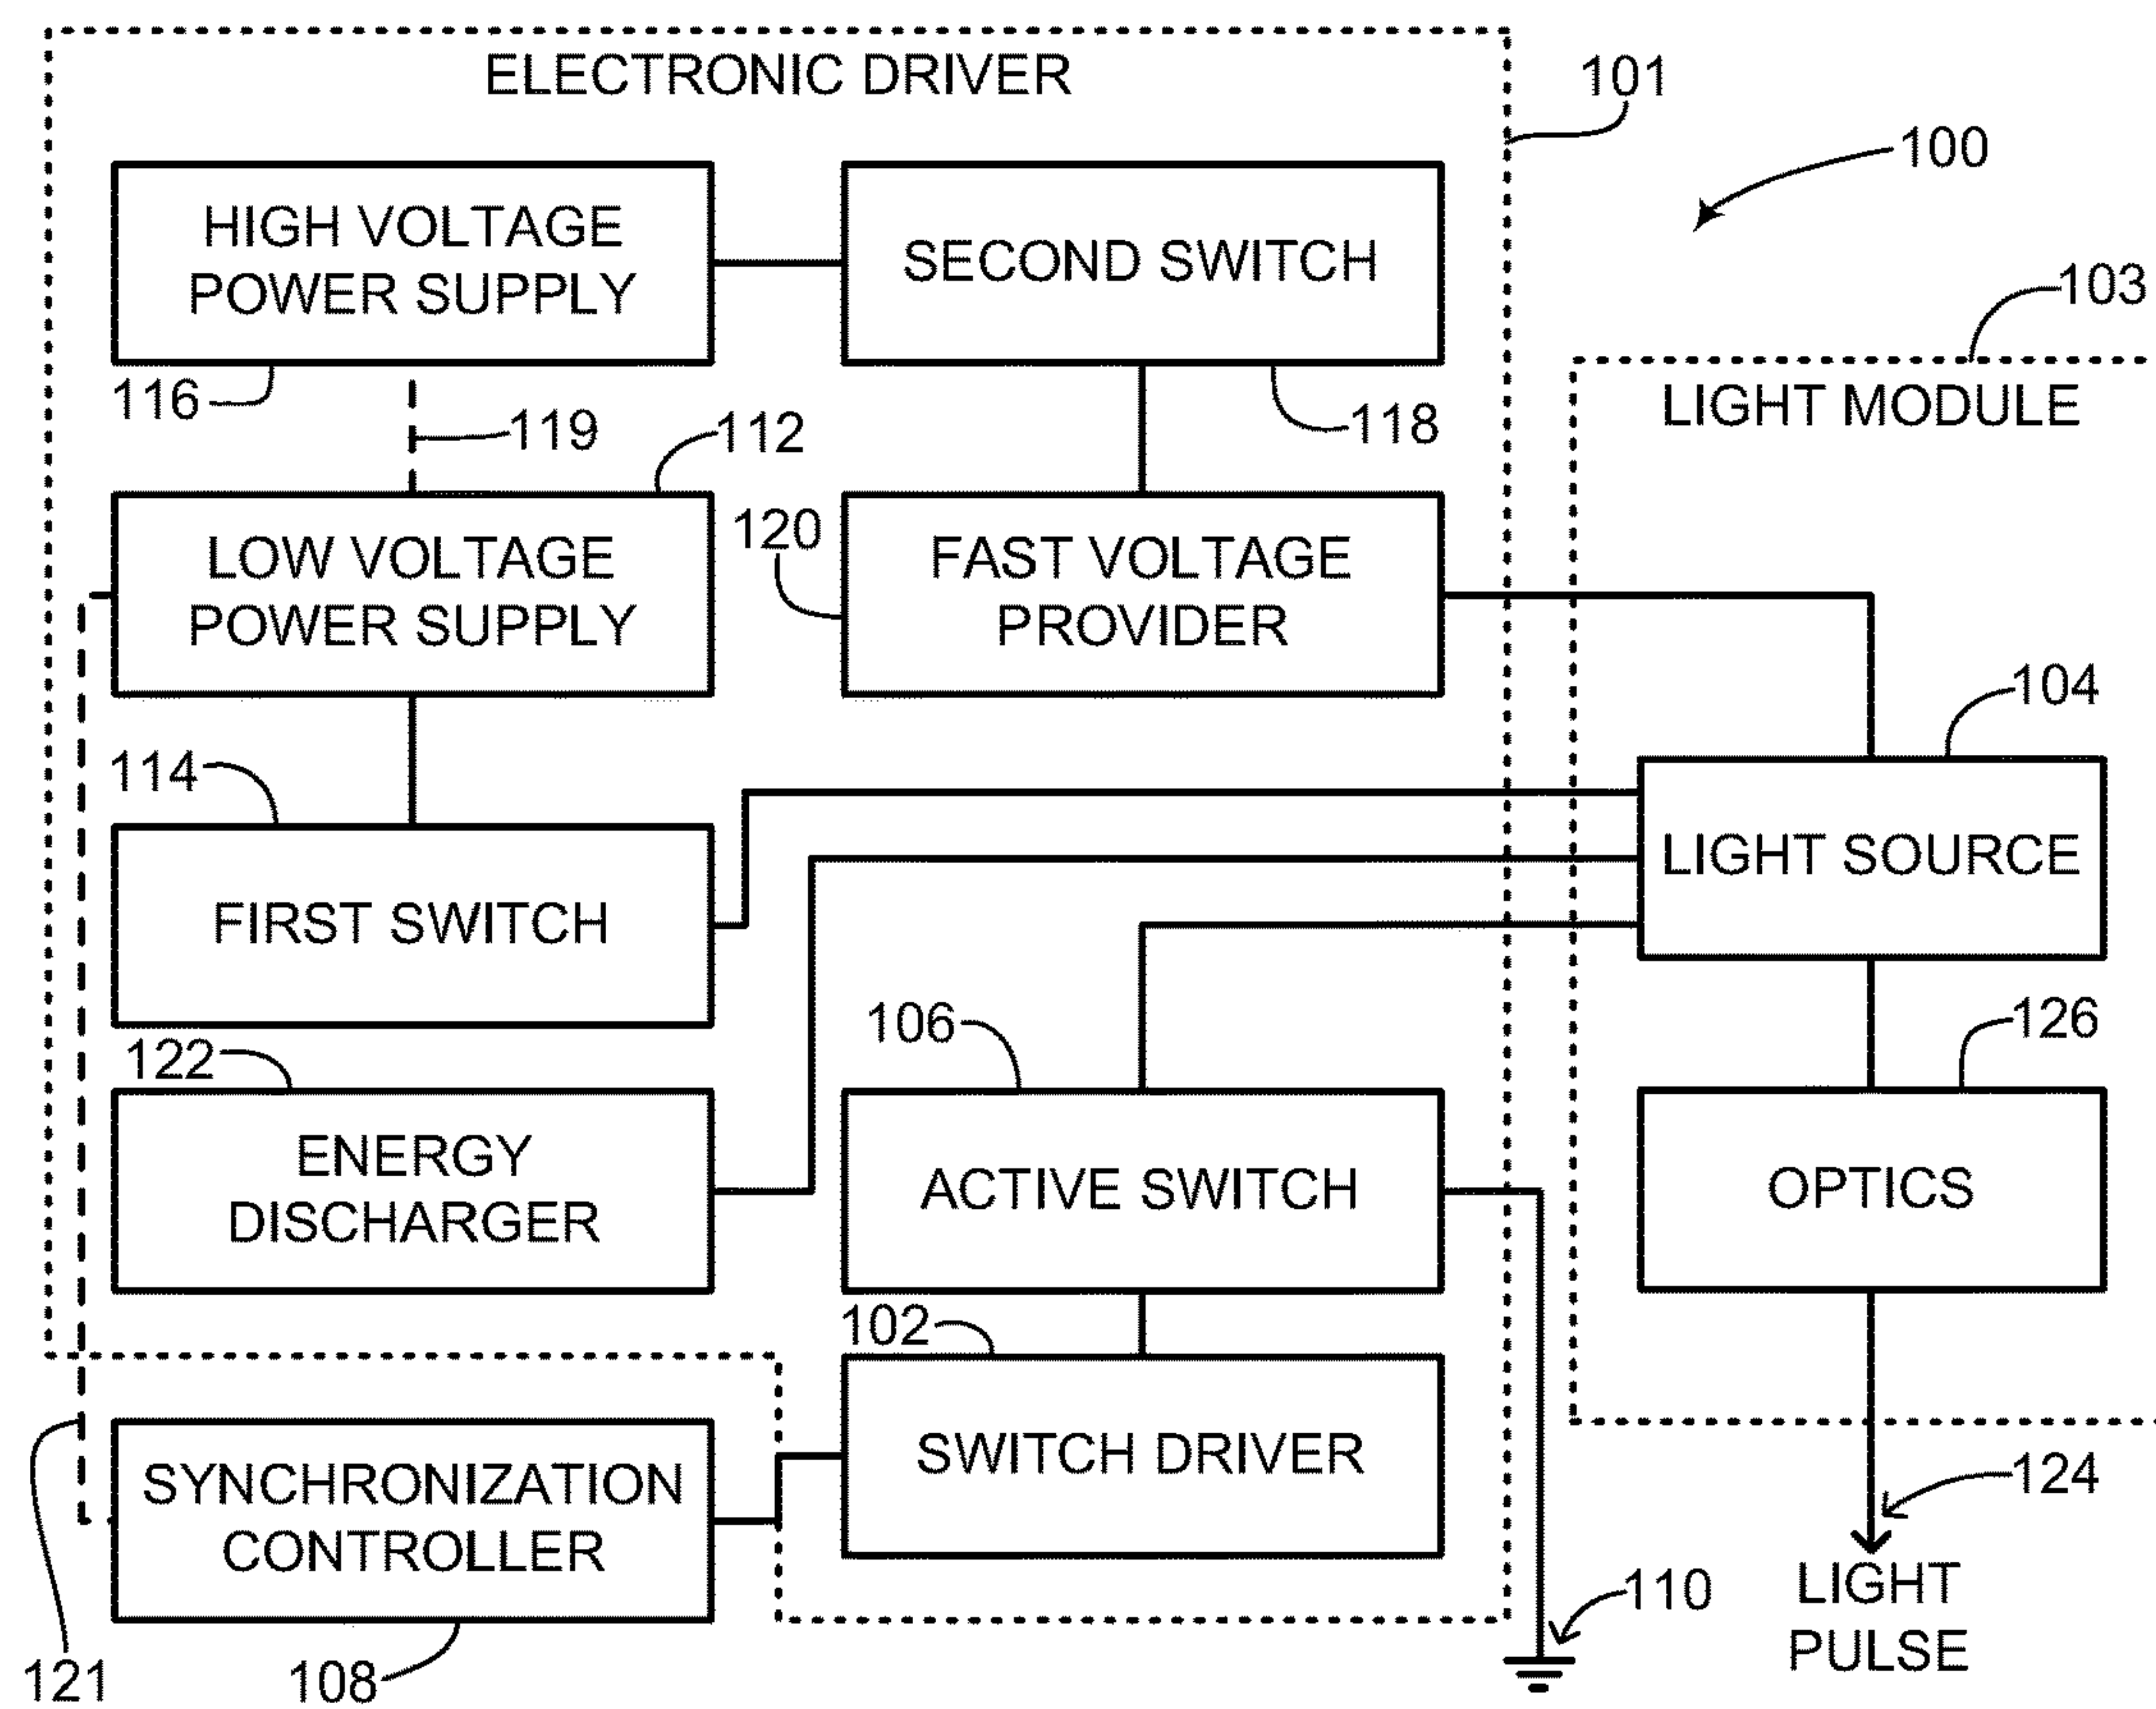 ELECTRONIC DRIVER
101
100
HIGH VOLTAGE
POWER SUPPLY
SECOND SWITCH
103
116
119
112
118
LIGHT MODULE
LOW VOLTAGE
POWER SUPPLY
120
FAST VOLTAGE
PROVIDER
104
114
FIRST SWITCH
LIGHT SOURCE
122
106
126
ENERGY
DISCHARGER
ACTIVE SWITCH
OPTICS
102
SYNCHRONIZATION
CONTROLLER
SWITCH DRIVER
124
121
108
110
LIGHT
PULSE